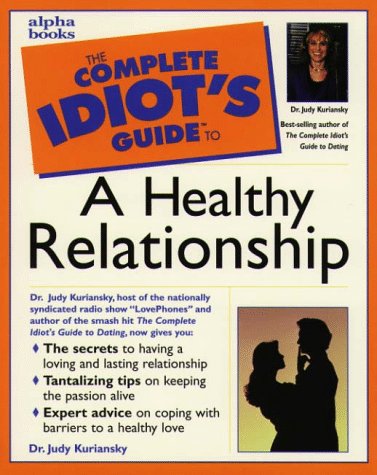 alpha
books
THE
COMPLETE
IDIOT'S
GUIDE™ TO
Dr. Judy Kuriansky
Best-selling author of
The Complete Idiot's
Guide to Dating
A Healthy
Relationship
Dr. Judy Kuriansky, host of the nationally
syndicated radio show "LovePhones" and
author of the smash hit The Complete
Idiot's Guide to Dating, now gives you:
♦ The secrets to having a
loving and lasting relationship
♦ Tantalizing tips on keeping
the passion alive
♦ Expert advice on coping with
barriers to a healthy love
Dr. Judy Kuriansky